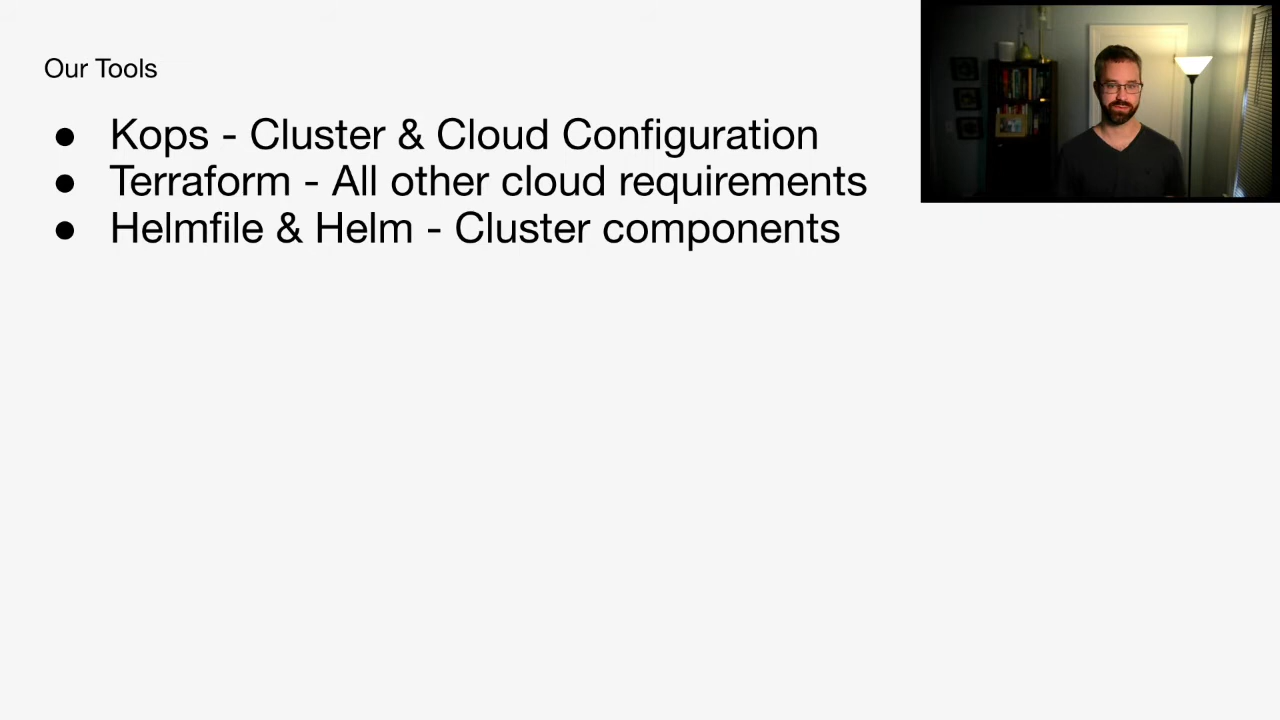 Our Tools
● Kops - Cluster & Cloud Configuration
● Terraform - All other cloud requirements
● Helmfile & Helm - Cluster components